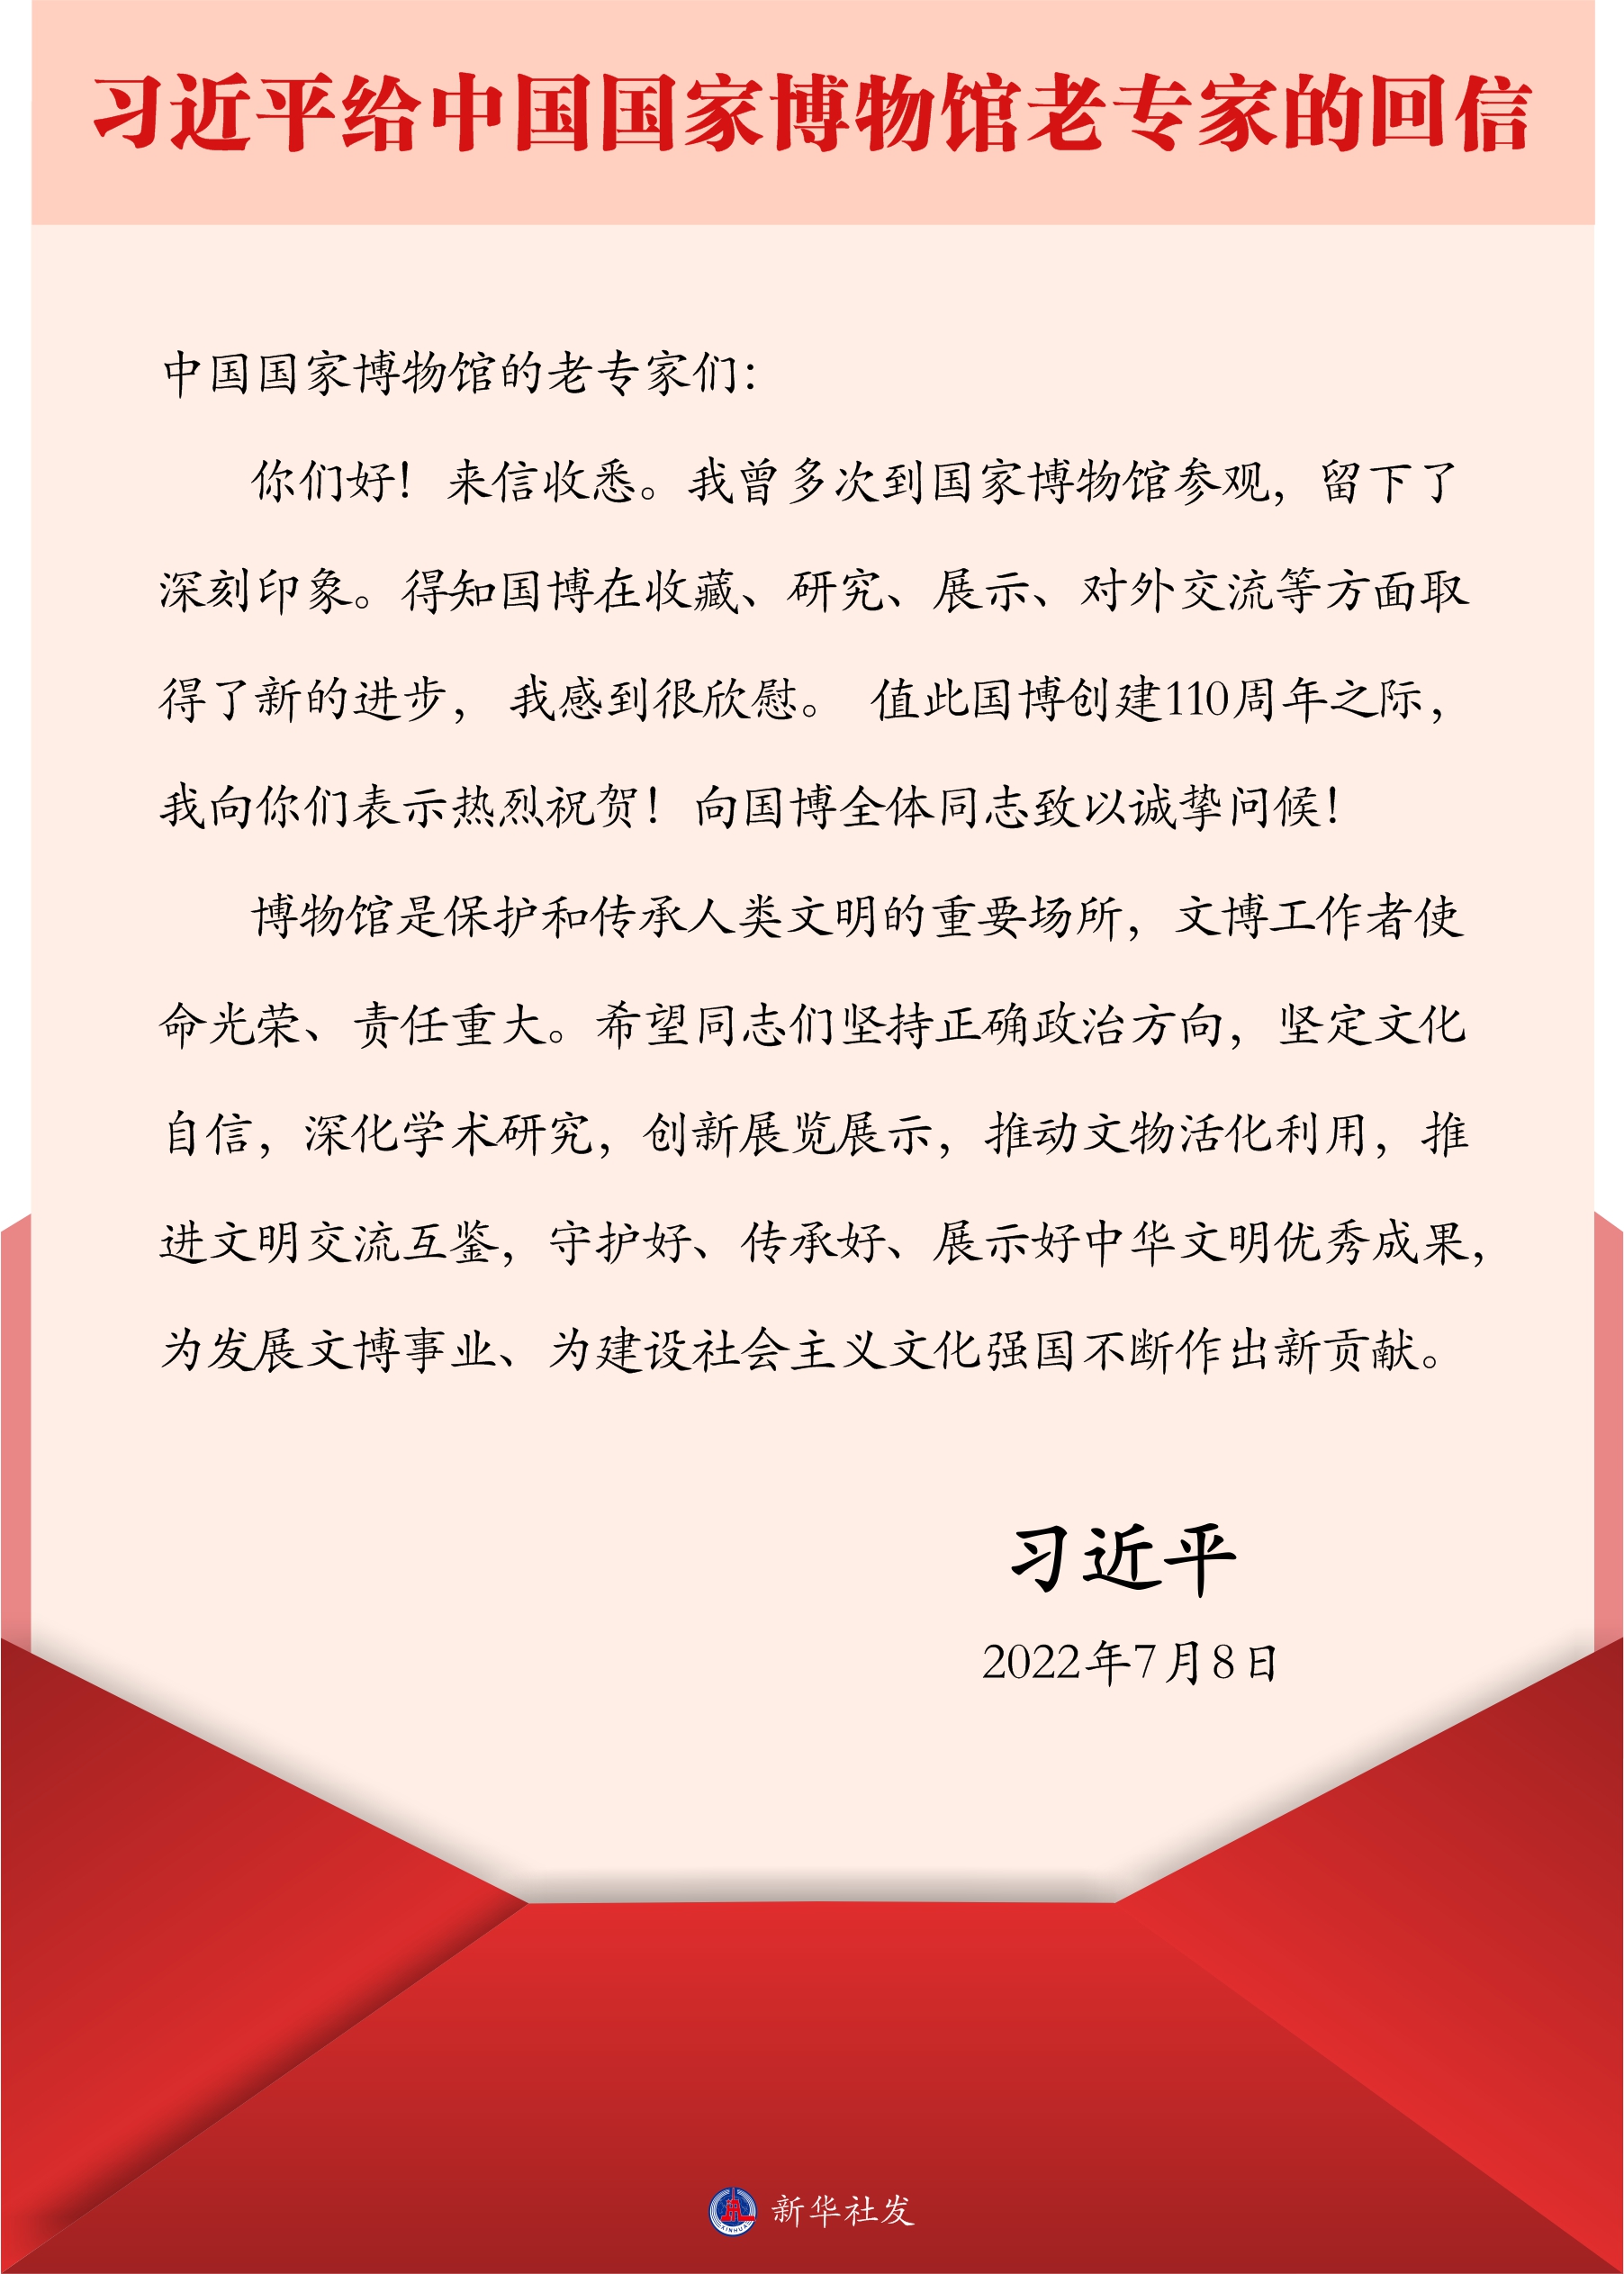 习近平给中国国家博物馆老专家的回信
中国国家博物馆的老专家们：
你们好！来信收悉。我曾多次到国家博物馆参观，留下了
深刻印象。得知国博在收藏、研究、展示、对外交流等方面取
得了新的进步，我感到很欣慰。值此国博创建110周年之际，
我向你们表示热烈祝贺！向国博全体同志致以诚挚问候！
博物馆是保护和传承人类文明的重要场所，文博工作者使
命光荣、责任重大。希望同志们坚持正确政治方向，坚定文化
自信，深化学术研究，创新展览展示，推动文物活化利用，推
进文明交流互鉴，守护好、传承好、展示好中华文明优秀成果，
为发展文博事业、为建设社会主义文化强国不断作出新贡献。
习近平
2022年7月8日
XINHUA
新华社发